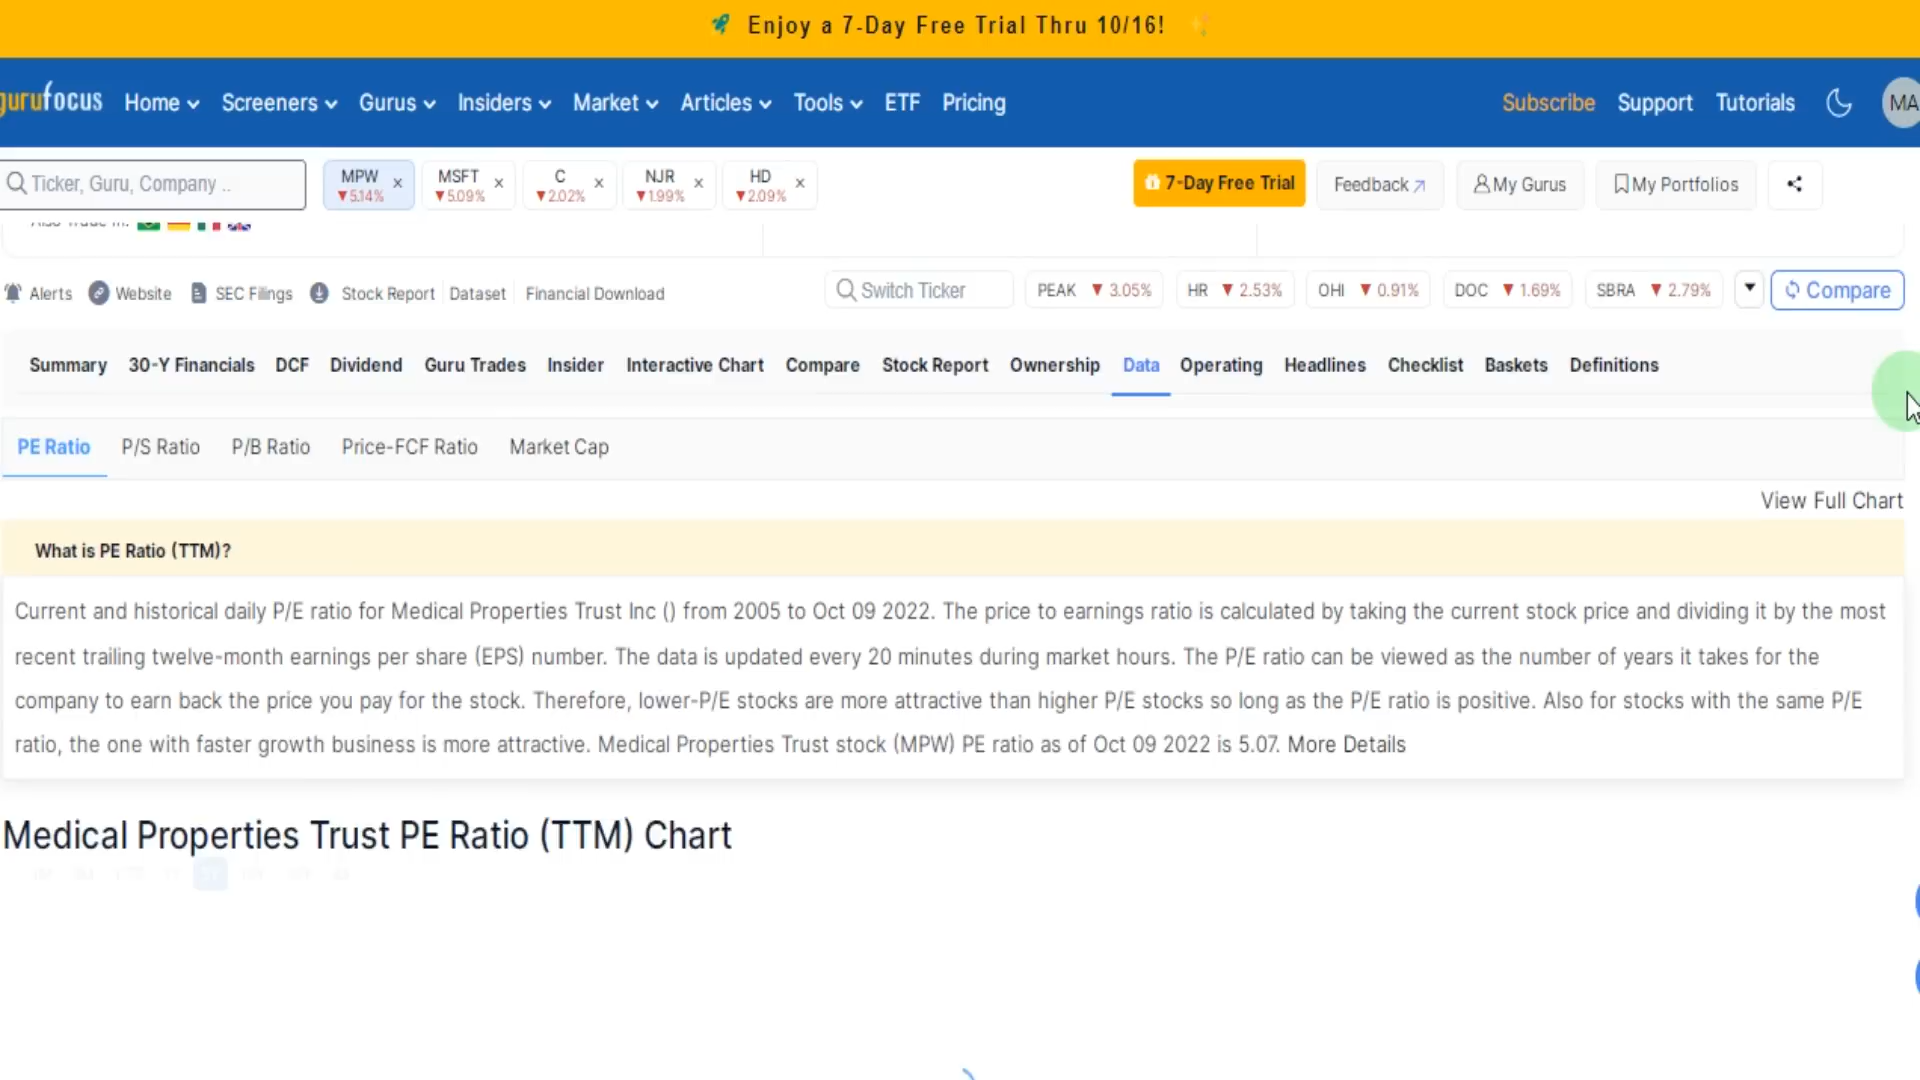 Enjoy a 7-Day Free Trial Thru 10/16!
gurufocus Home Screeners Gurus Insiders Market Articles Tools ETF Pricing Subscribe Support Tutorials MA
Ticker, Guru, Company .. MPW × MSFT × C × NJR × HD × 7-Day Free Trial Feedback My Gurus My Portfolios
▼5.14% ▼5.09% ▼2.02% ▼1.99% ▼2.09%
Also Trade In:
Alerts Website SEC Filings Stock Report Dataset Financial Download Switch Ticker PEAK ▼ 3.05% HR ▼ 2.53% OHI ▼ 0.91% DOC ▼ 1.69% SBRA ▼ 2.79% Compare
Summary 30-Y Financials DCF Dividend Guru Trades Insider Interactive Chart Compare Stock Report Ownership Data Operating Headlines Checklist Baskets Definitions
PE Ratio P/S Ratio P/B Ratio Price-FCF Ratio Market Cap
View Full Chart
What is PE Ratio (TTM)?
Current and historical daily P/E ratio for Medical Properties Trust Inc () from 2005 to Oct 09 2022. The price to earnings ratio is calculated by taking the current stock price and dividing it by the most
recent trailing twelve-month earnings per share (EPS) number. The data is updated every 20 minutes during market hours. The P/E ratio can be viewed as the number of years it takes for the
company to earn back the price you pay for the stock. Therefore, lower-P/E stocks are more attractive than higher P/E stocks so long as the P/E ratio is positive. Also for stocks with the same P/E
ratio, the one with faster growth business is more attractive. Medical Properties Trust stock (MPW) PE ratio as of Oct 09 2022 is 5.07. More Details
Medical Properties Trust PE Ratio (TTM) Chart